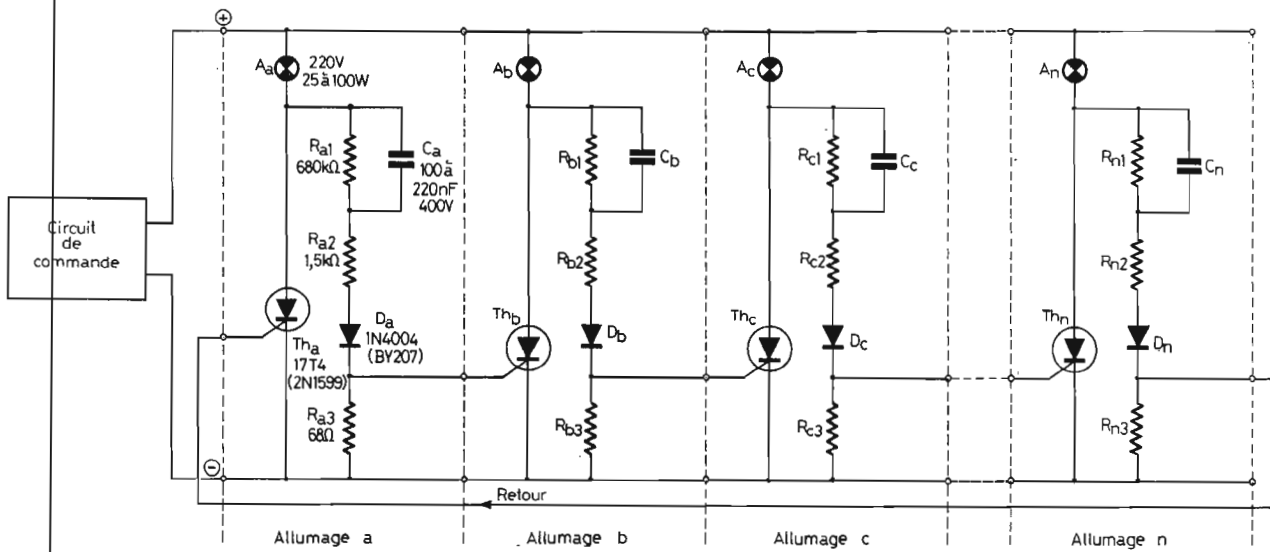 ⊕
Circuit
de
commande
⊖
Aa
220V
25 à 100W
Ra1
680kΩ
Ca
100 à
220nF
400V
Ra2
1,5kΩ
Da
1N4004
(BY207)
Tha
17T4
(2N1599)
Ra3
68Ω
Ab
Rb1
Cb
Rb2
Thb
Db
Rb3
Ac
Rc1
Cc
Rc2
Thc
Dc
Rc3
An
Rn1
Cn
Rn2
Thn
Dn
Rn3
Retour
Allumage a
Allumage b
Allumage c
Allumage n